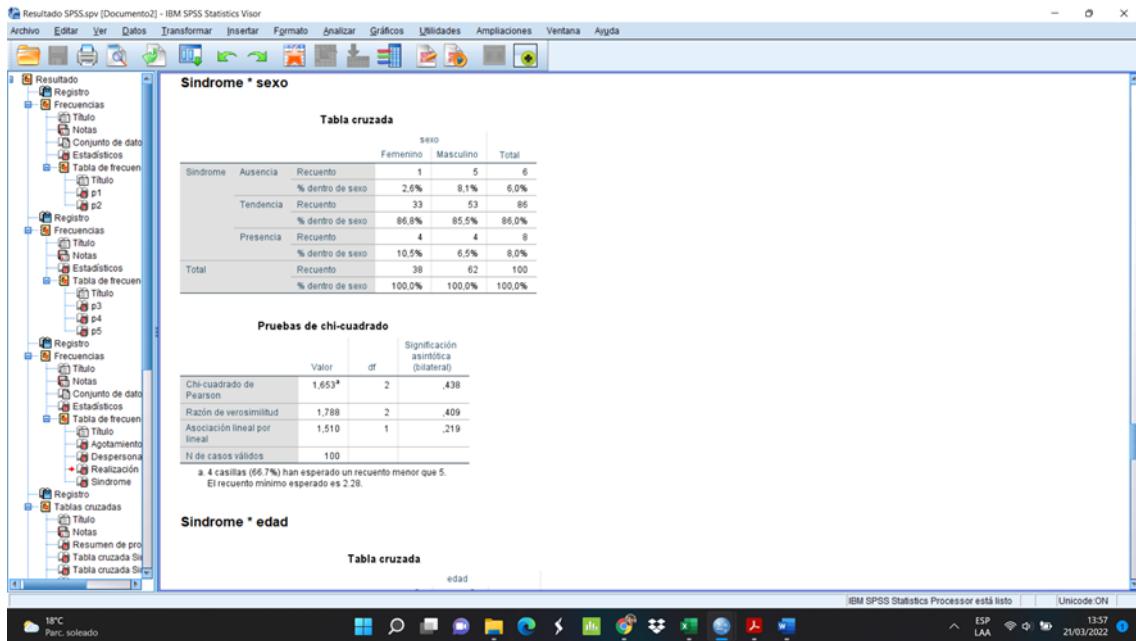 Resultado SPSS.spv [Documento2] - IBM SPSS Statistics Visor
Archivo Editar Ver Datos Transformar Insertar Formato Analizar Gráficos Utilidades Ampliaciones Ventana Ayuda
Resultado
Registro
Frecuencias
Título
Notas
Conjunto de dato
Estadísticos
Tabla de frecuen
Título
p1
p2
Registro
Frecuencias
Título
Notas
Estadísticos
Tabla de frecuen
Título
p3
p4
p5
Registro
Frecuencias
Título
Notas
Conjunto de dato
Estadísticos
Tabla de frecuen
Título
Agotamiento
Despersona
Realización
Sindrome
Registro
Tablas cruzadas
Título
Notas
Resumen de pro
Tabla cruzada Si
Tabla cruzada Sin
Sindrome * sexo
Tabla cruzada
sexo
Femenino Masculino Total
Sindrome Ausencia Recuento 1 5 6
% dentro de sexo 2,6% 8,1% 6,0%
Tendencia Recuento 33 53 86
% dentro de sexo 86,8% 85,5% 86,0%
Presencia Recuento 4 4 8
% dentro de sexo 10,5% 6,5% 8,0%
Total Recuento 38 62 100
% dentro de sexo 100,0% 100,0% 100,0%
Pruebas de chi-cuadrado
Significación
asintótica
Valor df (bilateral)
Chi-cuadrado de 1,653ª 2 ,438
Pearson
Razón de verosimilitud 1,788 2 ,409
Asociación lineal por 1,510 1 ,219
lineal
N de casos válidos 100
a. 4 casillas (66.7%) han esperado un recuento menor que 5.
El recuento mínimo esperado es 2.28.
Sindrome * edad
Tabla cruzada
edad
IBM SPSS Statistics Processor está listo Unicode:ON
18°C
Parc. soleado
ESP
LAA
13:57
21/03/2022